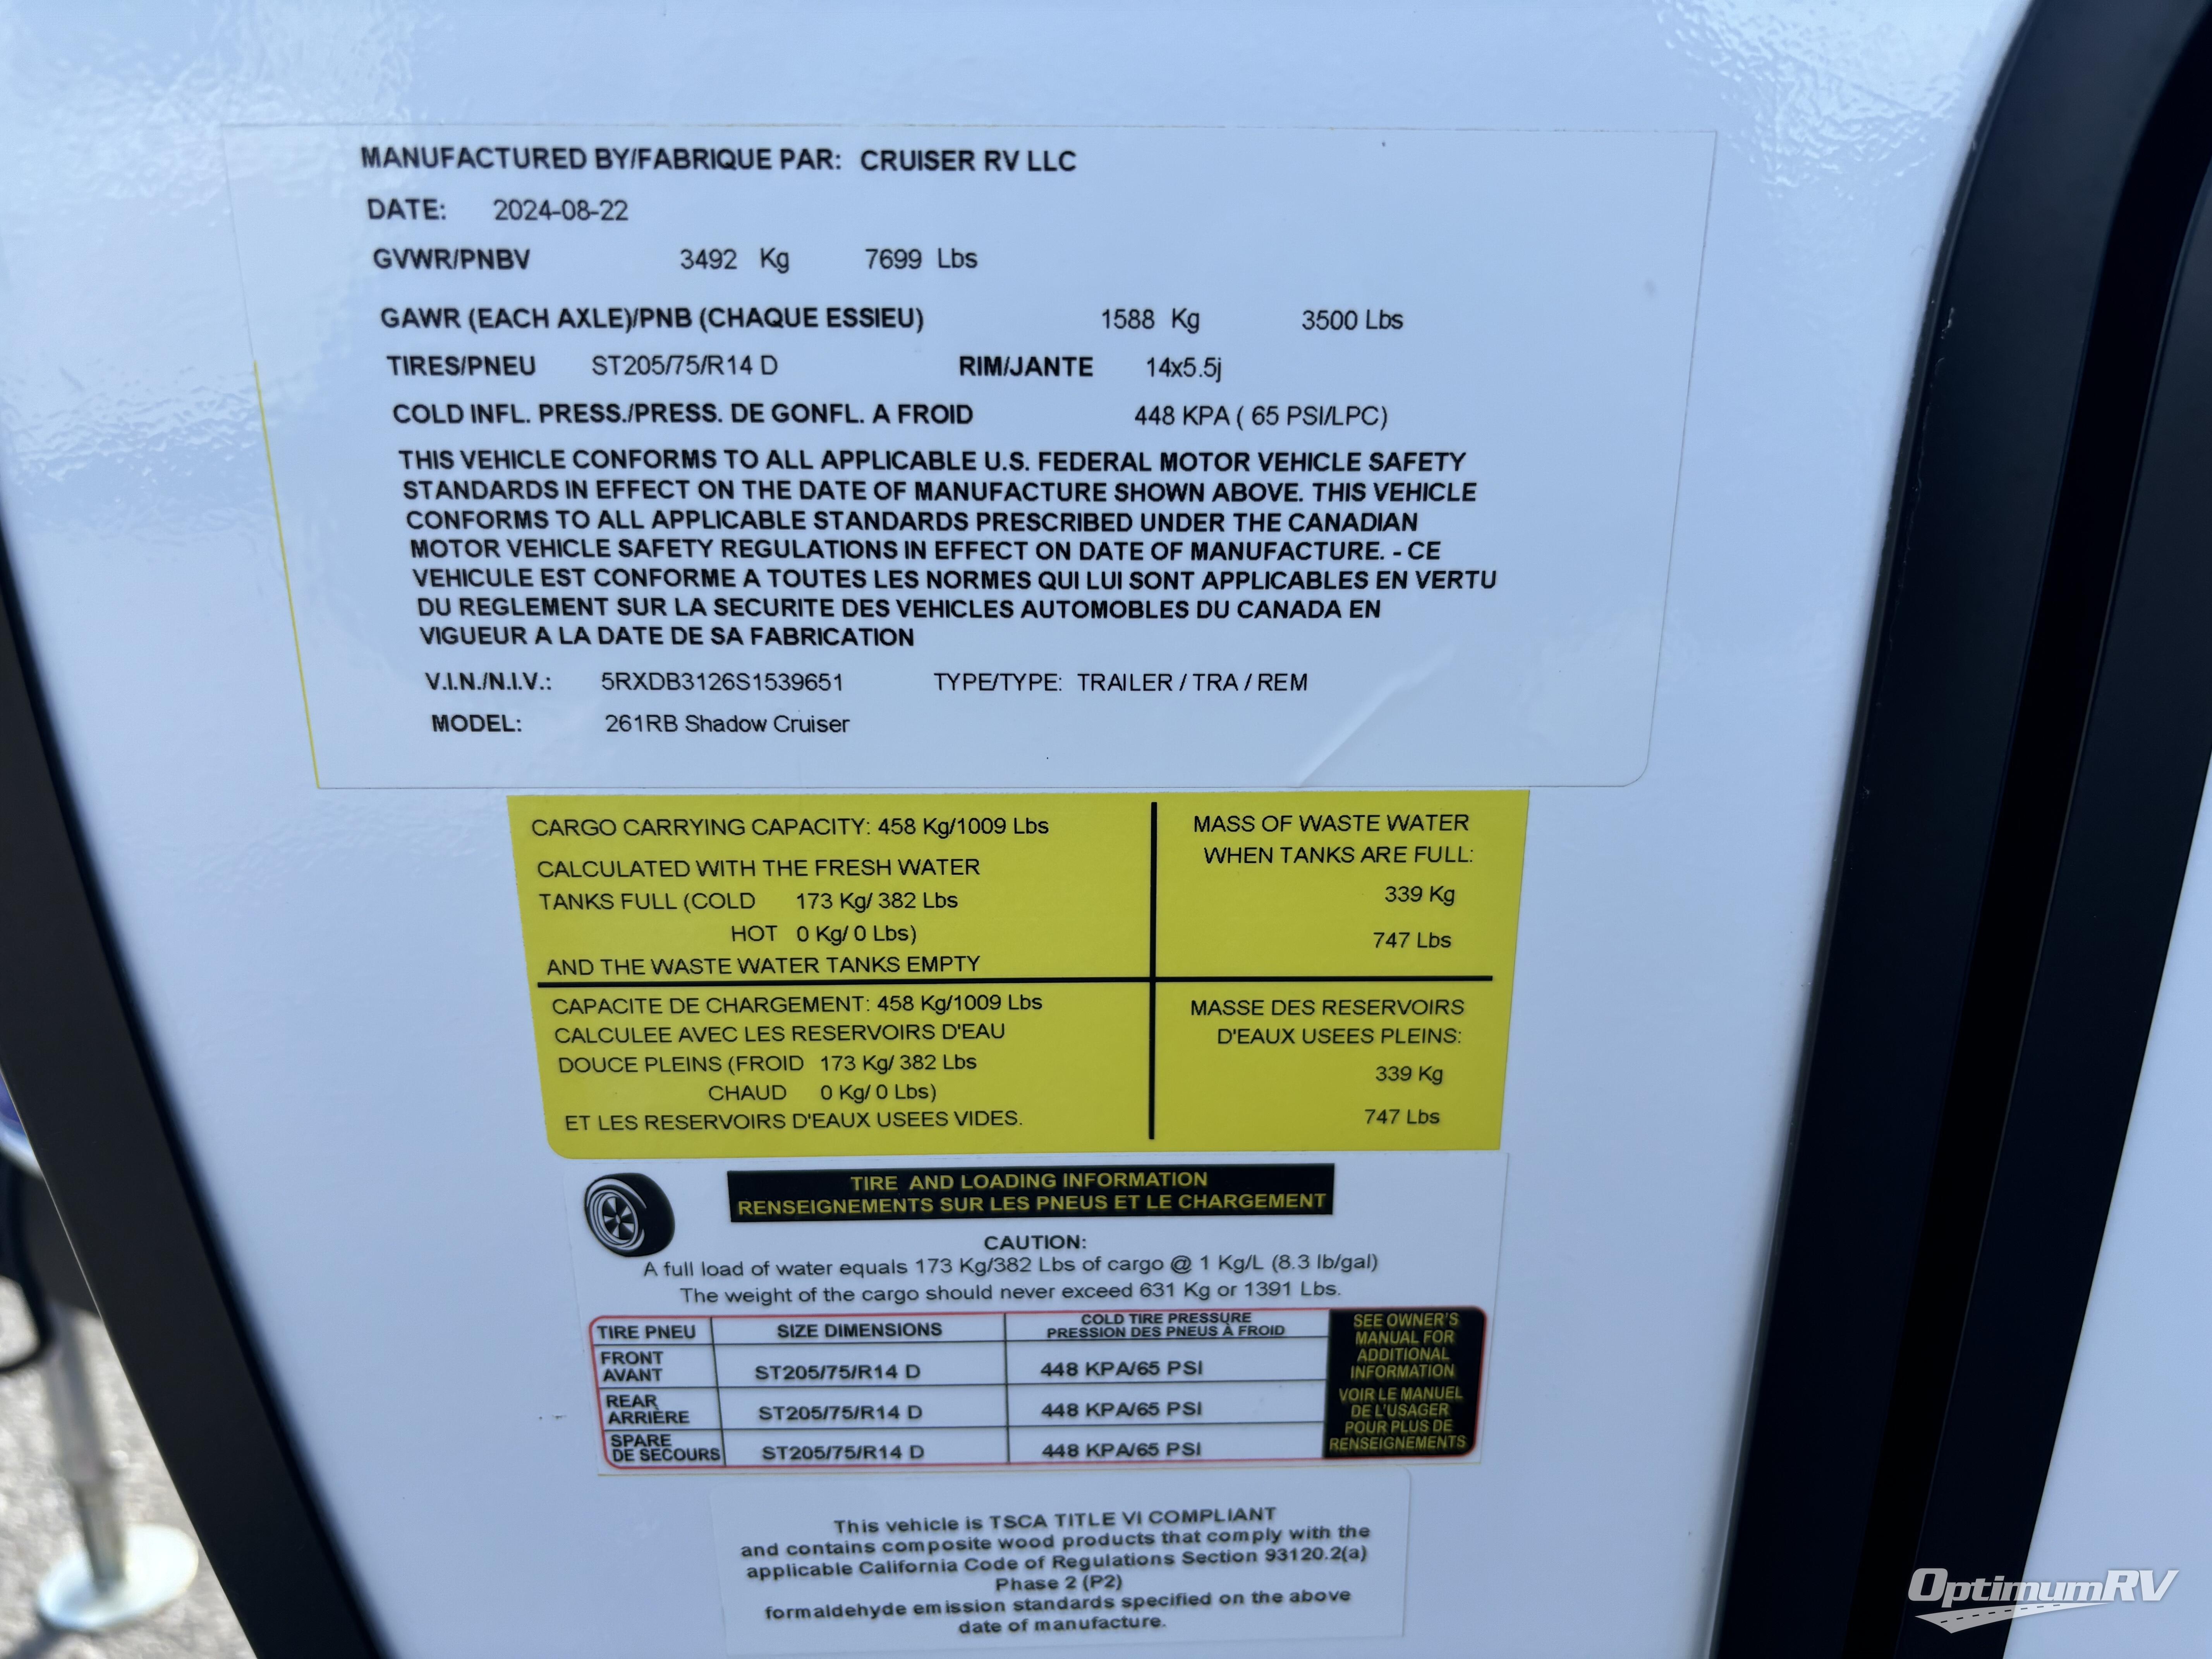 MANUFACTURED BY/FABRIQUE PAR: CRUISER RV LLC
DATE: 2024-08-22
GVWR/PNBV 3492 Kg 7699 Lbs
GAWR (EACH AXLE)/PNB (CHAQUE ESSIEU) 1588 Kg 3500 Lbs
TIRES/PNEU ST205/75/R14 D RIM/JANTE 14x5.5j
COLD INFL. PRESS./PRESS. DE GONFL. A FROID 448 KPA ( 65 PSI/LPC)
THIS VEHICLE CONFORMS TO ALL APPLICABLE U.S. FEDERAL MOTOR VEHICLE SAFETY
STANDARDS IN EFFECT ON THE DATE OF MANUFACTURE SHOWN ABOVE. THIS VEHICLE
CONFORMS TO ALL APPLICABLE STANDARDS PRESCRIBED UNDER THE CANADIAN
MOTOR VEHICLE SAFETY REGULATIONS IN EFFECT ON DATE OF MANUFACTURE. - CE
VEHICULE EST CONFORME A TOUTES LES NORMES QUI LUI SONT APPLICABLES EN VERTU
DU REGLEMENT SUR LA SECURITE DES VEHICLES AUTOMOBLES DU CANADA EN
VIGUEUR A LA DATE DE SA FABRICATION
V.I.N./N.I.V.: 5RXDB3126S1539651 TYPE/TYPE: TRAILER / TRA / REM
MODEL: 261RB Shadow Cruiser
CARGO CARRYING CAPACITY: 458 Kg/1009 Lbs
CALCULATED WITH THE FRESH WATER
TANKS FULL (COLD 173 Kg/ 382 Lbs
HOT 0 Kg/ 0 Lbs)
AND THE WASTE WATER TANKS EMPTY
MASS OF WASTE WATER
WHEN TANKS ARE FULL:
339 Kg
747 Lbs
CAPACITE DE CHARGEMENT: 458 Kg/1009 Lbs
CALCULEE AVEC LES RESERVOIRS D'EAU
DOUCE PLEINS (FROID 173 Kg/ 382 Lbs
CHAUD 0 Kg/ 0 Lbs)
ET LES RESERVOIRS D'EAUX USEES VIDES.
MASSE DES RESERVOIRS
D'EAUX USEES PLEINS:
339 Kg
747 Lbs
TIRE AND LOADING INFORMATION
RENSEIGNEMENTS SUR LES PNEUS ET LE CHARGEMENT
CAUTION:
A full load of water equals 173 Kg/382 Lbs of cargo @ 1 Kg/L (8.3 lb/gal)
The weight of the cargo should never exceed 631 Kg or 1391 Lbs.
TIRE PNEU SIZE DIMENSIONS COLD TIRE PRESSURE
PRESSION DES PNEUS À FROID
FRONT
AVANT ST205/75/R14 D 448 KPA/65 PSI
REAR
ARRIÈRE ST205/75/R14 D 448 KPA/65 PSI
SPARE
DE SECOURS ST205/75/R14 D 448 KPA/65 PSI
SEE OWNER'S
MANUAL FOR
ADDITIONAL
INFORMATION
VOIR LE MANUEL
DE L'USAGER
POUR PLUS DE
RENSEIGNEMENTS
This vehicle is TSCA TITLE VI COMPLIANT
and contains composite wood products that comply with the
applicable California Code of Regulations Section 93120.2(a)
Phase 2 (P2)
formaldehyde emission standards specified on the above
date of manufacture.
OptimumRV